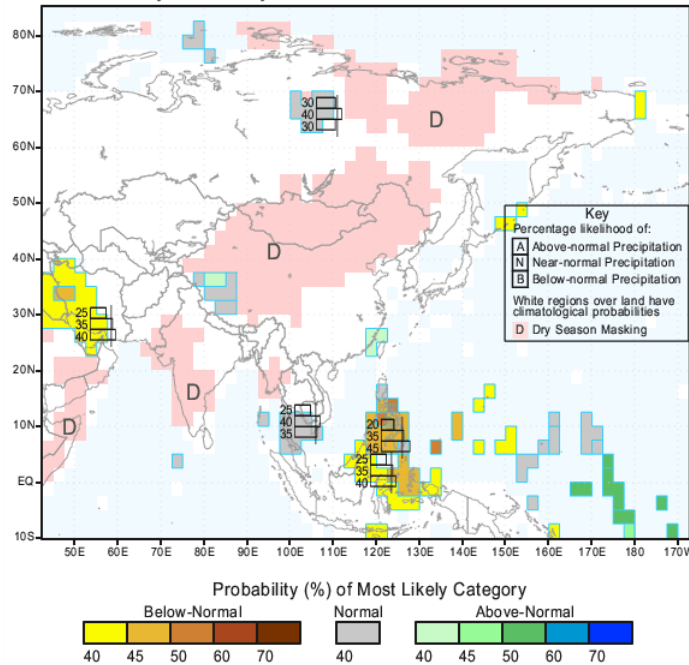 80N
70N
30
40
30
D
60N
50N
Key
Percentage likelihood of:
A Above-normal Precipitation
N Near-normal Precipitation
B Below-normal Precipitation
White regions over land have
climatological probabilities
D Dry Season Masking
40N
D
30N
25
35
40
20N
D
10N
D
25
40
35
20
35
45
25
35
40
EQ
10S
50E 60E 70E 80E 90E 100E 110E 120E 130E 140E 150E 160E 170E 180 170W
Probability (%) of Most Likely Category
Below-Normal Normal Above-Normal
40 45 50 60 70 40 40 45 50 60 70